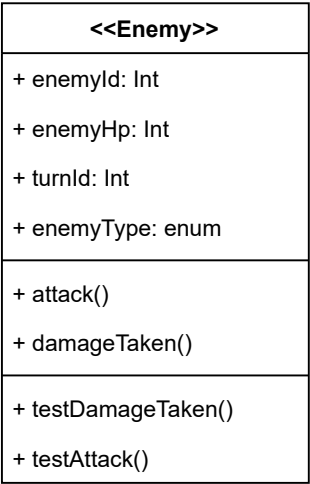 <<Enemy>>
+ enemyId: Int
+ enemyHp: Int
+ turnId: Int
+ enemyType: enum
+ attack()
+ damageTaken()
+ testDamageTaken()
+ testAttack()